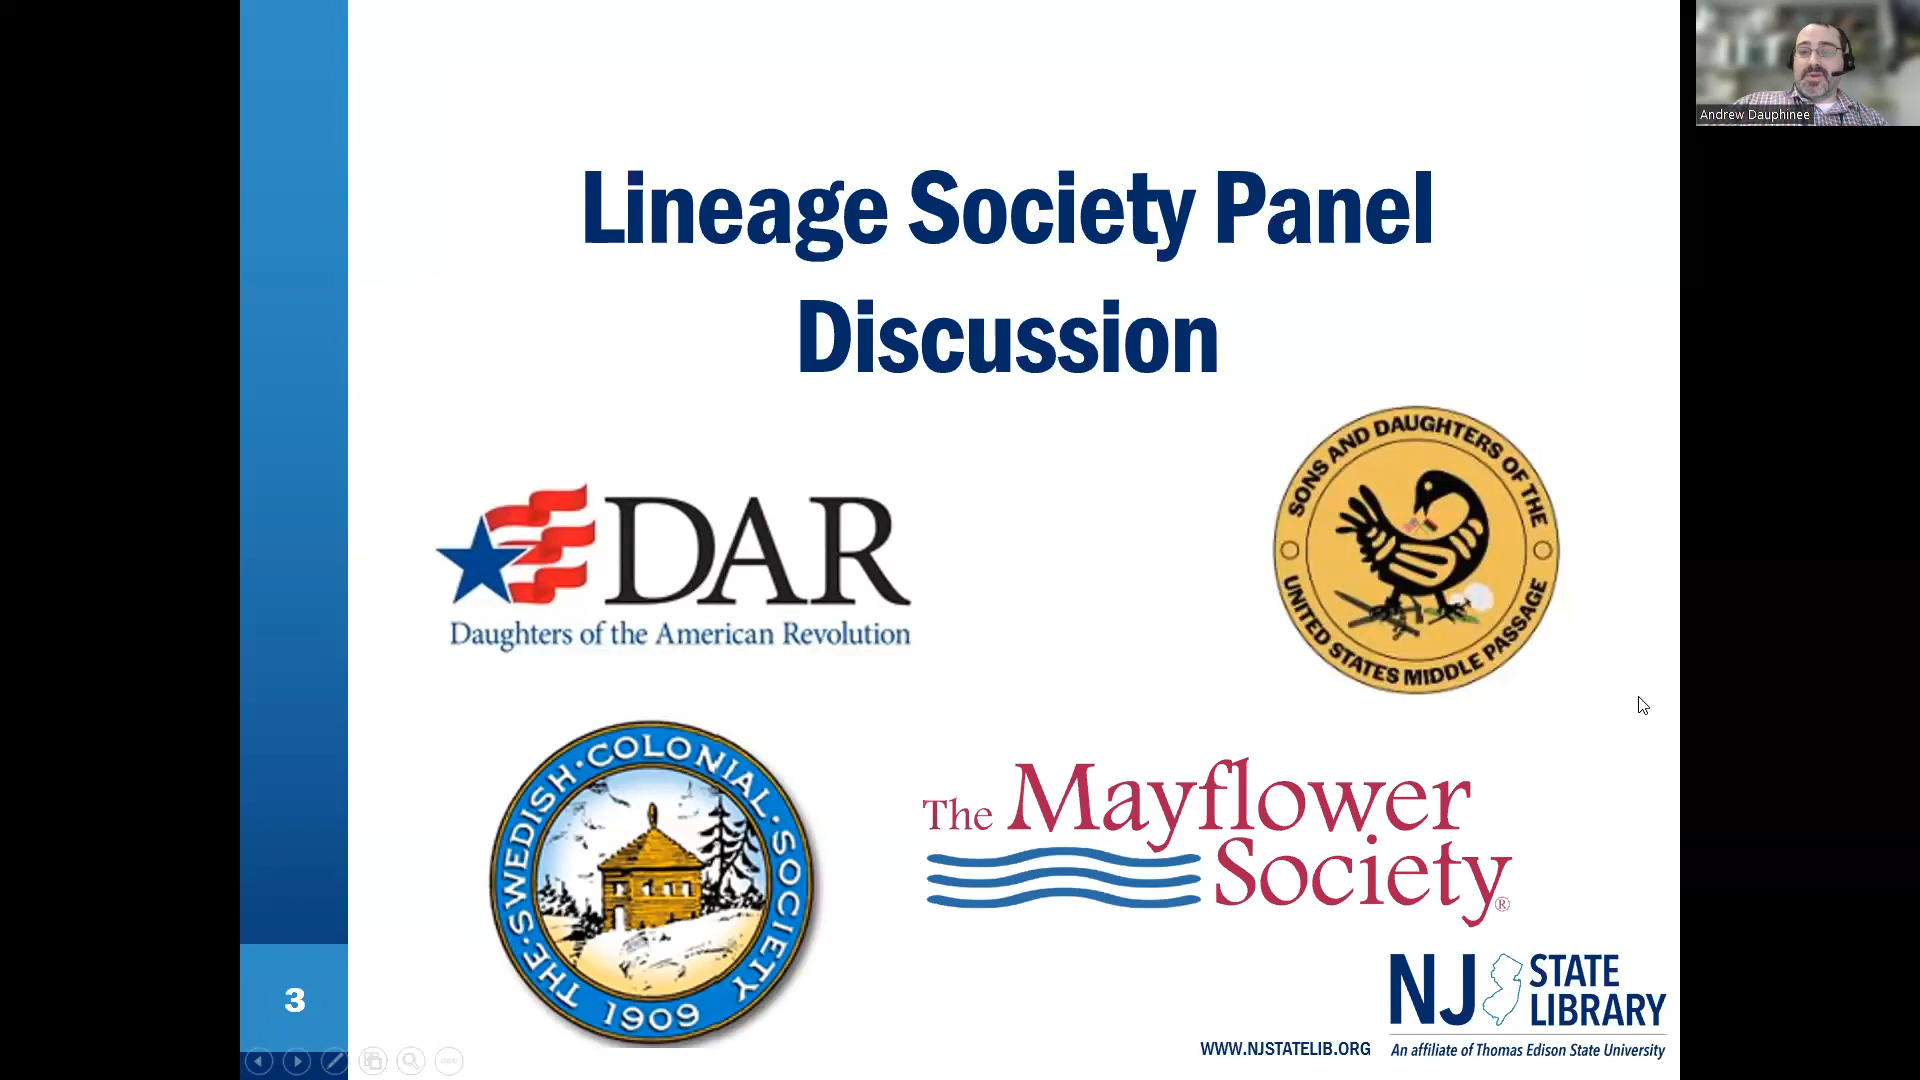 Andrew Dauphinee
Lineage Society Panel
Discussion
SONS AND DAUGHTERS OF THE
UNITED STATES MIDDLE PASSAGE
DAR
Daughters of the American Revolution
THE·SWEDISH·COLONIAL·SOCIETY
1909
The Mayflower
Society®
NJ STATE
LIBRARY
3
WWW.NJSTATELIB.ORG
An affiliate of Thomas Edison State University